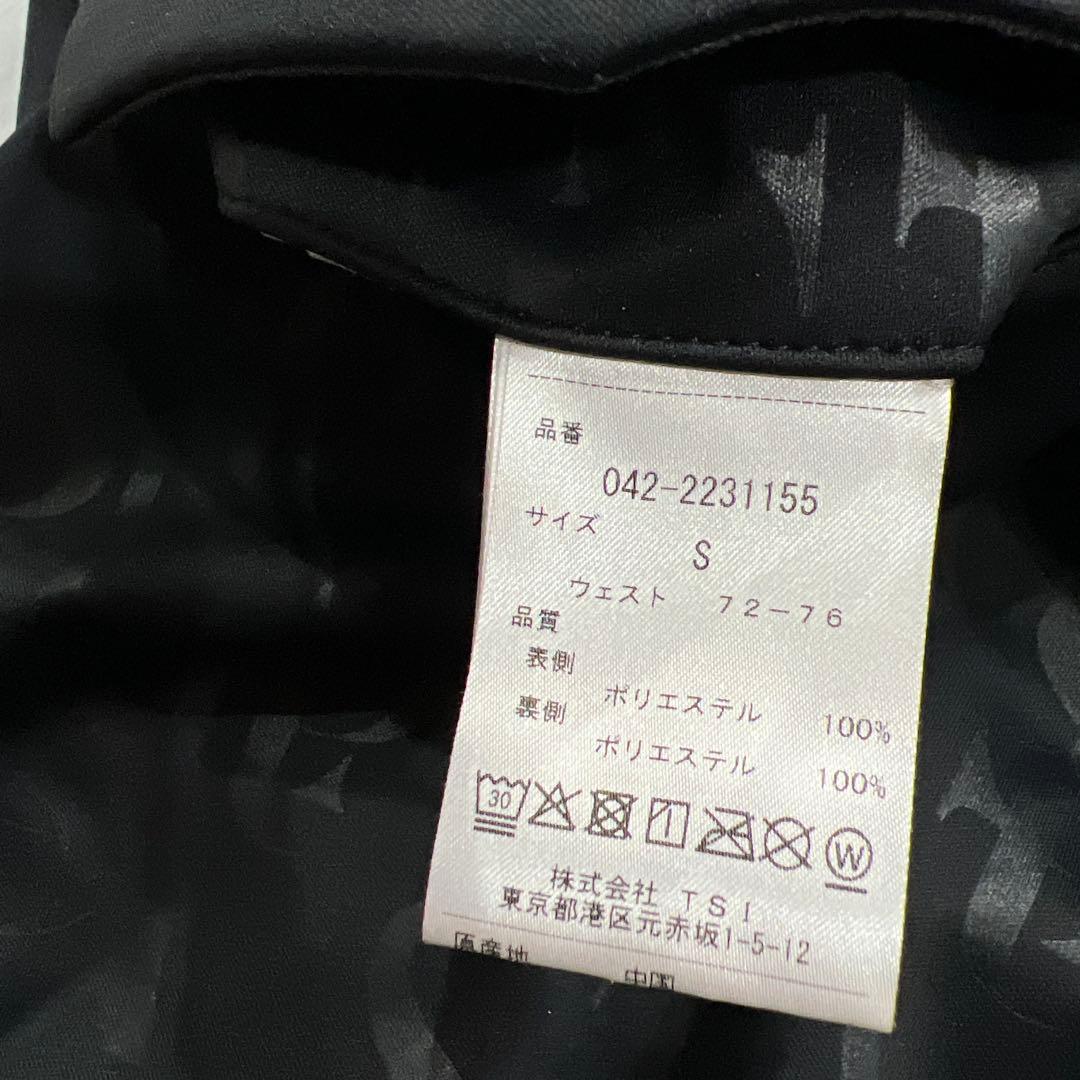 品番
042-2231155
サイズ
S
ウェスト 72-76
品質
表側
ポリエステル 100%
裏側
ポリエステル 100%
30
W
株式会社 TSI
東京都港区元赤坂1-5-12
原産地 中国